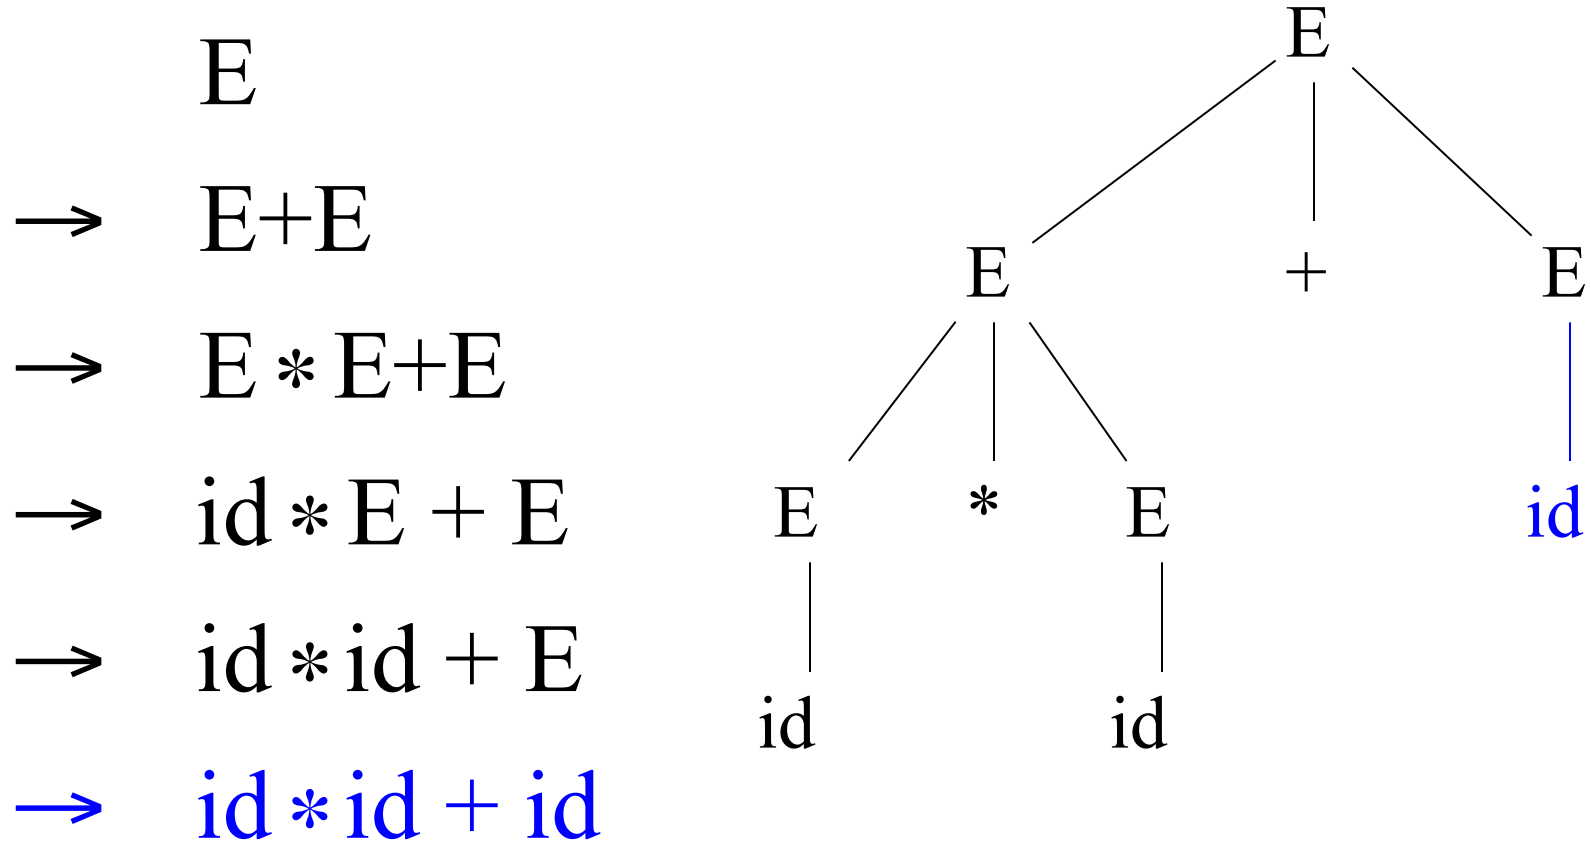 E
→ E+E
→ E * E+E
→ id * E + E
→ id * id + E
→ id * id + id
E
E + E
E * E id
id id